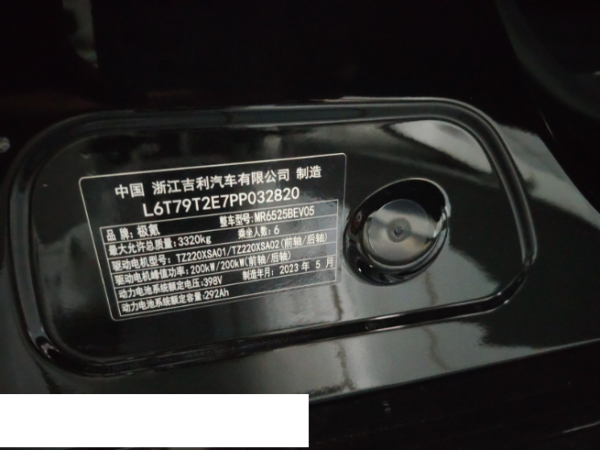 中国 浙江吉利汽车有限公司 制造
L6T79T2E7PP032820
品牌:极氪 整车型号:MR6525BEV05
最大允许总质量:3320kg 乘坐人数:6
驱动电机型号:TZ220XSA01/TZ220XSA02(前轴/后轴)
驱动电机峰值功率:200kW/200kW(前轴/后轴)
动力电池系统额定电压:398V 制造年月:2023年5月
动力电池系统额定容量:292Ah